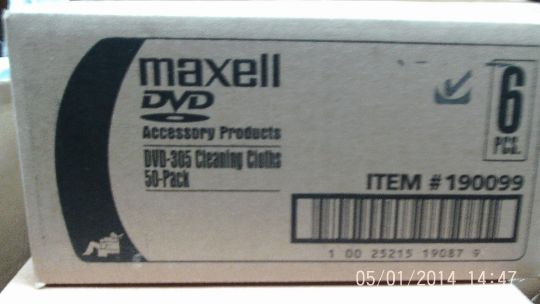 maxell
DVD
Accessory Products
DVD-305 Cleaning Cloths
50-Pack
6
PCS.
ITEM #190099
1 00 25215 19087 9
05/01/2014 14:47